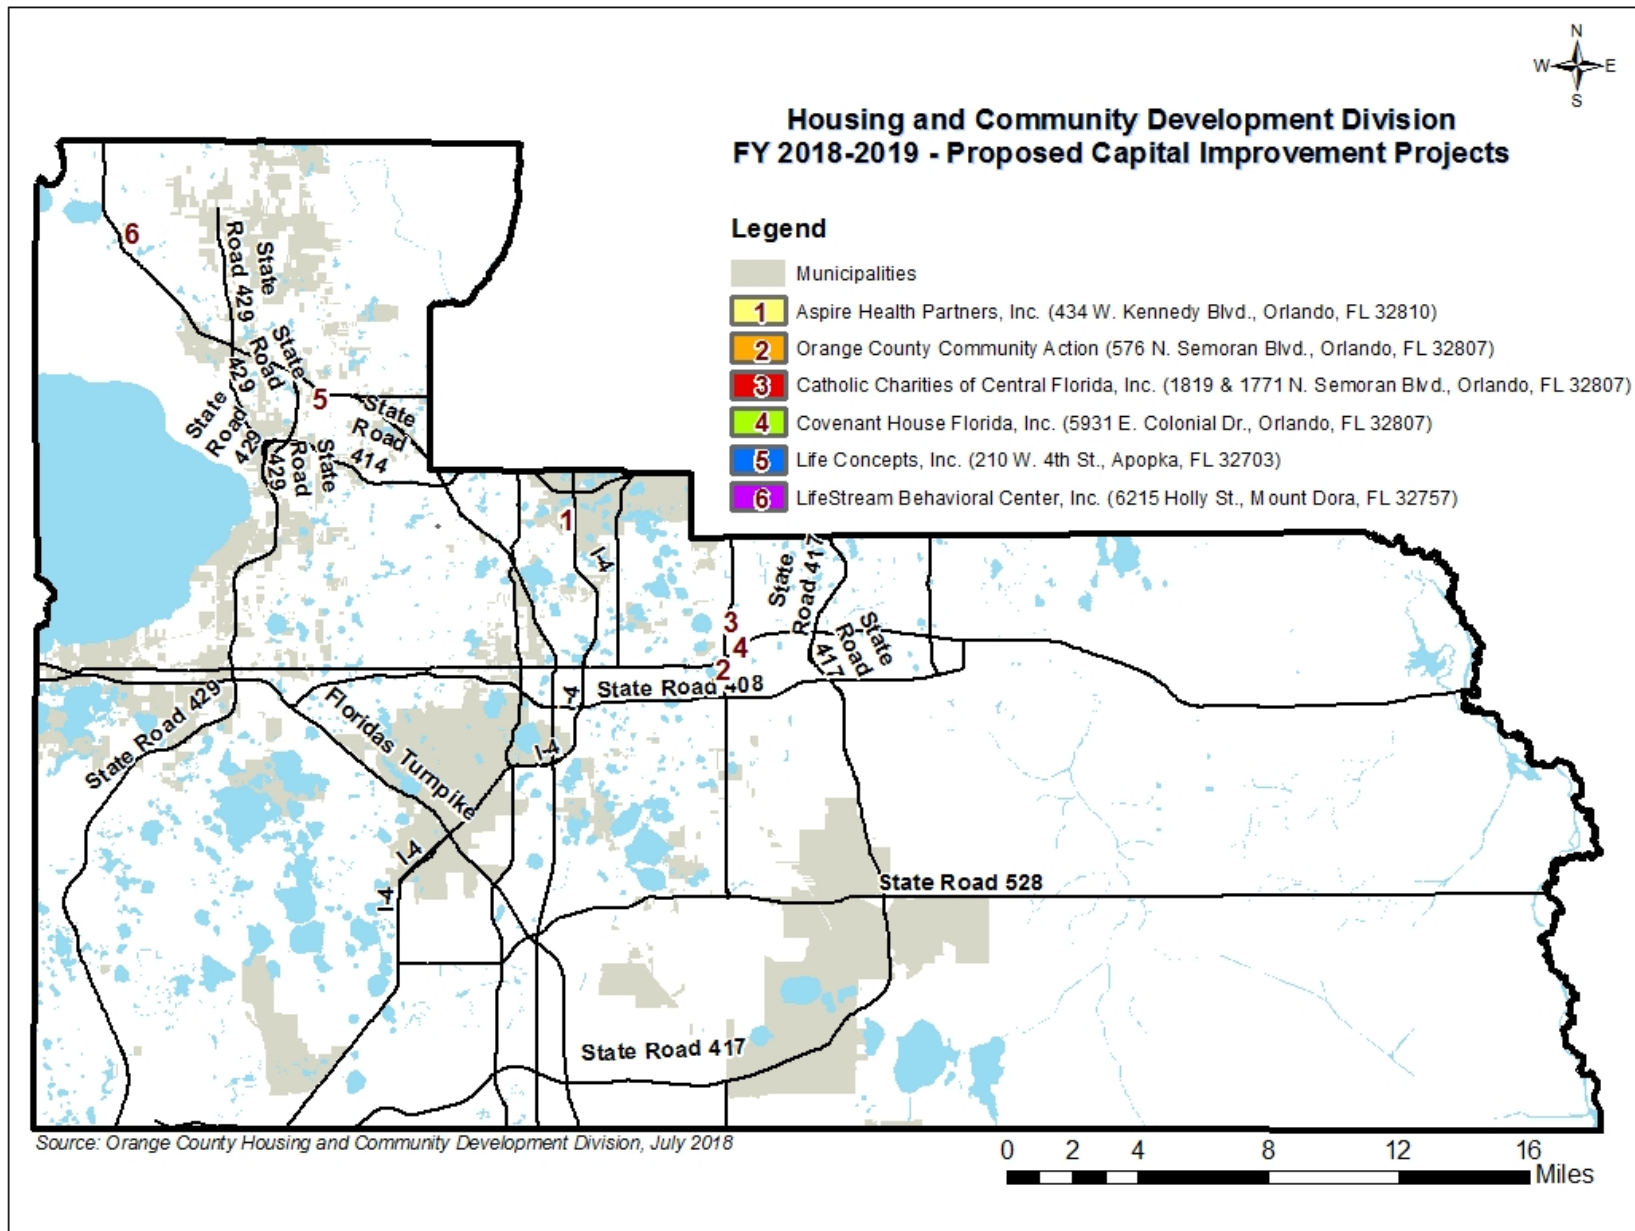 N
W E
S
Housing and Community Development Division
FY 2018-2019 - Proposed Capital Improvement Projects
Legend
Municipalities
1 Aspire Health Partners, Inc. (434 W. Kennedy Blvd., Orlando, FL 32810)
2 Orange County Community Action (576 N. Semoran Blvd., Orlando, FL 32807)
3 Catholic Charities of Central Florida, Inc. (1819 & 1771 N. Semoran Blvd., Orlando, FL 32807)
4 Covenant House Florida, Inc. (5931 E. Colonial Dr., Orlando, FL 32807)
5 Life Concepts, Inc. (210 W. 4th St., Apopka, FL 32703)
6 LifeStream Behavioral Center, Inc. (6215 Holly St., Mount Dora, FL 32757)
6
State
Road 429
State
Road
429
5
State
Road
429
State
Road
414
State
Road
429
1
I-4
State
Road 417
3
4
2
State
Road
417
State Road 408
I-4
State Road 429
Floridas Turnpike
I-4
I-4
I-4
State Road 528
State Road 417
Source: Orange County Housing and Community Development Division, July 2018
0 2 4 8 12 16
Miles